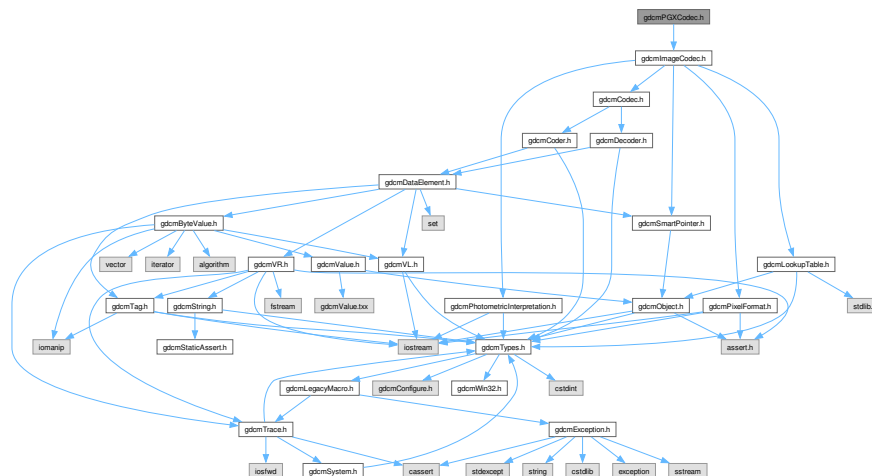 gdcmPGXCodec.h
gdcmImageCodec.h
gdcmCodec.h
gdcmCoder.h
gdcmDecoder.h
gdcmDataElement.h
gdcmByteValue.h
set
gdcmSmartPointer.h
vector
iterator
algorithm
gdcmVR.h
gdcmValue.h
gdcmVL.h
gdcmLookupTable.h
gdcmTag.h
gdcmString.h
fstream
gdcmValue.txx
gdcmPhotometricInterpretation.h
gdcmObject.h
gdcmPixelFormat.h
stdlib.
iomanip
gdcmStaticAssert.h
iostream
gdcmTypes.h
assert.h
gdcmLegacyMacro.h
gdcmConfigure.h
gdcmWin32.h
cstdint
gdcmTrace.h
gdcmException.h
iosfwd
gdcmSystem.h
cassert
stdexcept
string
cstdlib
exception
sstream